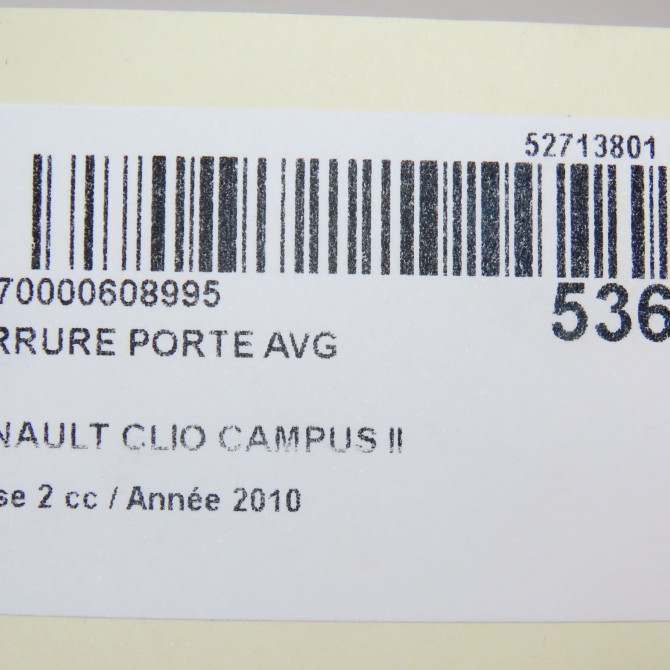 52713801
70000608995
536
RRURE PORTE AVG
NAULT CLIO CAMPUS II
se 2 cc / Année 2010